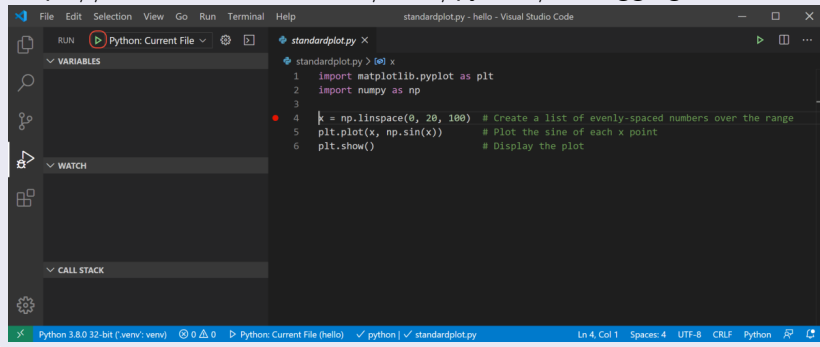 File Edit Selection View Go Run Terminal Help standardplot.py - hello - Visual Studio Code
RUN Python: Current File
standardplot.py
VARIABLES
standardplot.py > x
1 import matplotlib.pyplot as plt
2 import numpy as np
3
4 x = np.linspace(0, 20, 100) # Create a list of evenly-spaced numbers over the range
5 plt.plot(x, np.sin(x)) # Plot the sine of each x point
6 plt.show() # Display the plot
WATCH
CALL STACK
Python 3.8.0 32-bit ('.venv': venv) 0 0 Python: Current File (hello) python | standardplot.py Ln 4, Col 1 Spaces: 4 UTF-8 CRLF Python